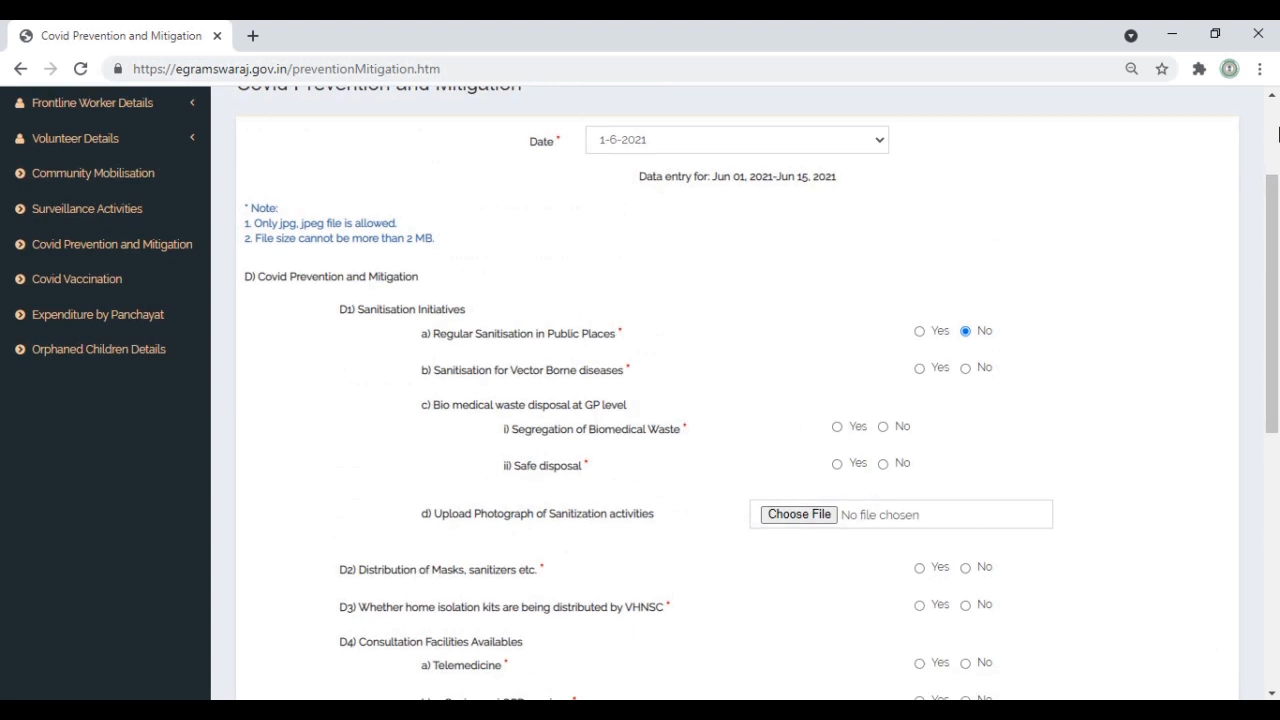 Covid Prevention and Mitigation
https://egramswaraj.gov.in/preventionMitigation.htm
Frontline Worker Details
Volunteer Details
Community Mobilisation
Surveillance Activities
Covid Prevention and Mitigation
Covid Vaccination
Expenditure by Panchayat
Orphaned Children Details
Covid Prevention and Mitigation
Date *
1-6-2021
Data entry for: Jun 01, 2021-Jun 15, 2021
* Note:
1. Only jpg, jpeg file is allowed.
2. File size cannot be more than 2 MB.
D) Covid Prevention and Mitigation
D1) Sanitisation Initiatives
a) Regular Sanitisation in Public Places * Yes No
b) Sanitisation for Vector Borne diseases * Yes No
c) Bio medical waste disposal at GP level
i) Segregation of Biomedical Waste * Yes No
ii) Safe disposal * Yes No
d) Upload Photograph of Sanitization activities Choose File No file chosen
D2) Distribution of Masks, sanitizers etc. * Yes No
D3) Whether home isolation kits are being distributed by VHNSC * Yes No
D4) Consultation Facilities Available
a) Telemedicine * Yes No
Yes No